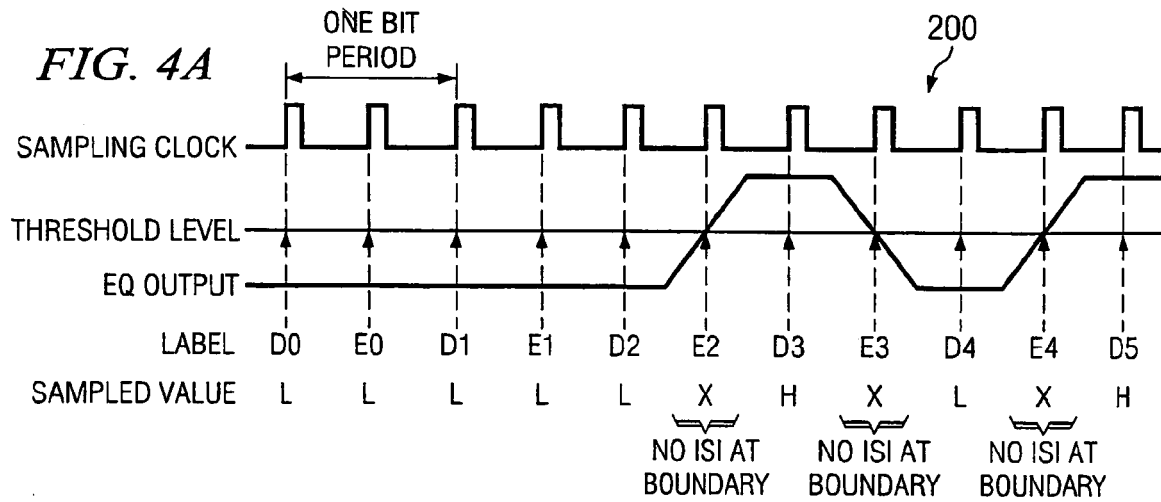 FIG. 4A
ONE BIT
PERIOD
200
SAMPLING CLOCK
THRESHOLD LEVEL
EQ OUTPUT
LABEL D0 E0 D1 E1 D2 E2 D3 E3 D4 E4 D5
SAMPLED VALUE L L L L L X H X L X H
NO ISI AT NO ISI AT NO ISI AT
BOUNDARY BOUNDARY BOUNDARY